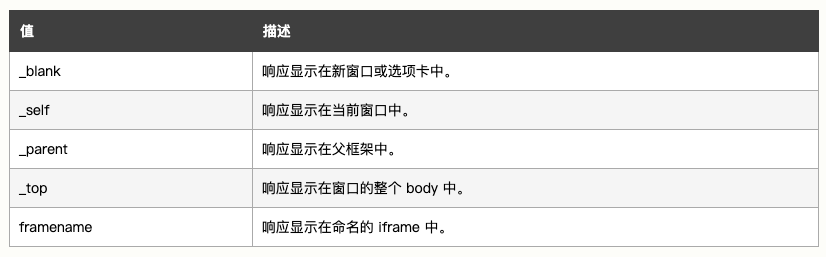 值 描述
_blank 响应显示在新窗口或选项卡中。
_self 响应显示在当前窗口中。
_parent 响应显示在父框架中。
_top 响应显示在窗口的整个 body 中。
framename 响应显示在命名的 iframe 中。